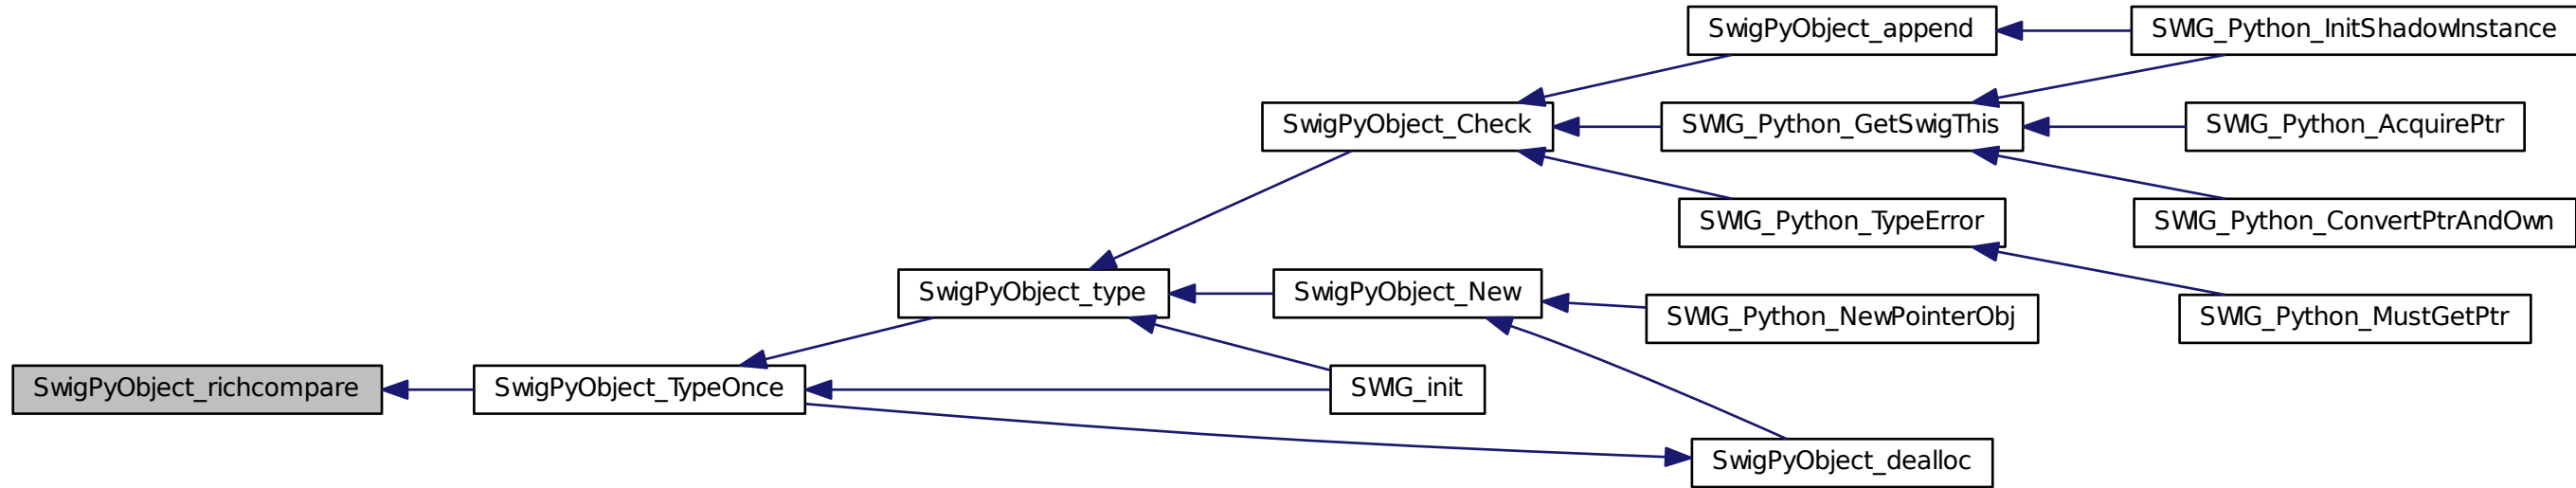 SwigPyObject_append
SWIG_Python_InitShadowInstance
SwigPyObject_Check
SWIG_Python_GetSwigThis
SWIG_Python_AcquirePtr
SWIG_Python_TypeError
SWIG_Python_ConvertPtrAndOwn
SwigPyObject_type
SwigPyObject_New
SWIG_Python_NewPointerObj
SWIG_Python_MustGetPtr
SwigPyObject_richcompare
SwigPyObject_TypeOnce
SWIG_init
SwigPyObject_dealloc